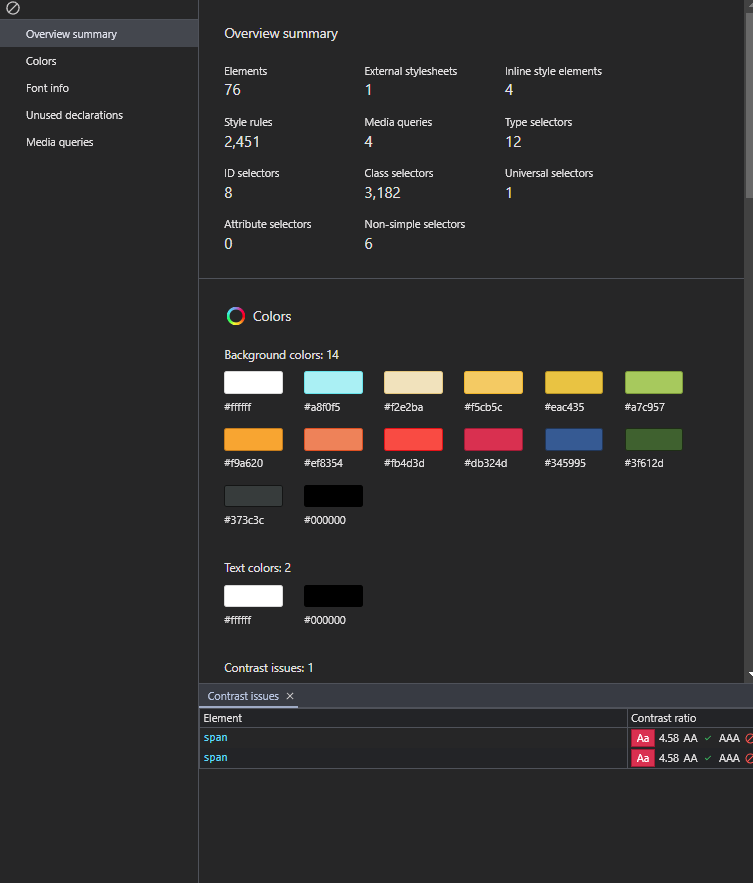 Overview summary
Colors
Font info
Unused declarations
Media queries
Overview summary
Elements External stylesheets Inline style elements
76 1 4
Style rules Media queries Type selectors
2,451 4 12
ID selectors Class selectors Universal selectors
8 3,182 1
Attribute selectors Non-simple selectors
0 6
Colors
Background colors: 14
#ffffff #a8f0f5 #f2e2ba #f5cb5c #eac435 #a7c957
#f9a620 #ef8354 #fb4d3d #db324d #345995 #3f612d
#373c3c #000000
Text colors: 2
#ffffff #000000
Contrast issues: 1
Contrast issues ×
Element Contrast ratio
span Aa 4.58 AA ✓ AAA
span Aa 4.58 AA ✓ AAA